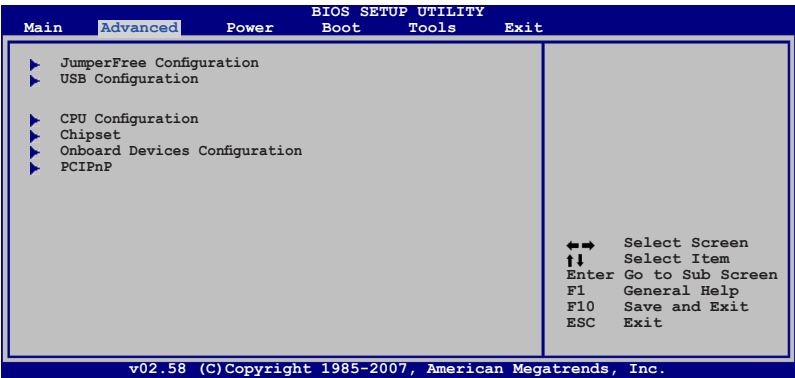 BIOS SETUP UTILITY
Main Advanced Power Boot Tools Exit
JumperFree Configuration
USB Configuration
CPU Configuration
Chipset
Onboard Devices Configuration
PCIPnP
←→ Select Screen
↑↓ Select Item
Enter Go to Sub Screen
F1 General Help
F10 Save and Exit
ESC Exit
v02.58 (C)Copyright 1985-2007, American Megatrends, Inc.